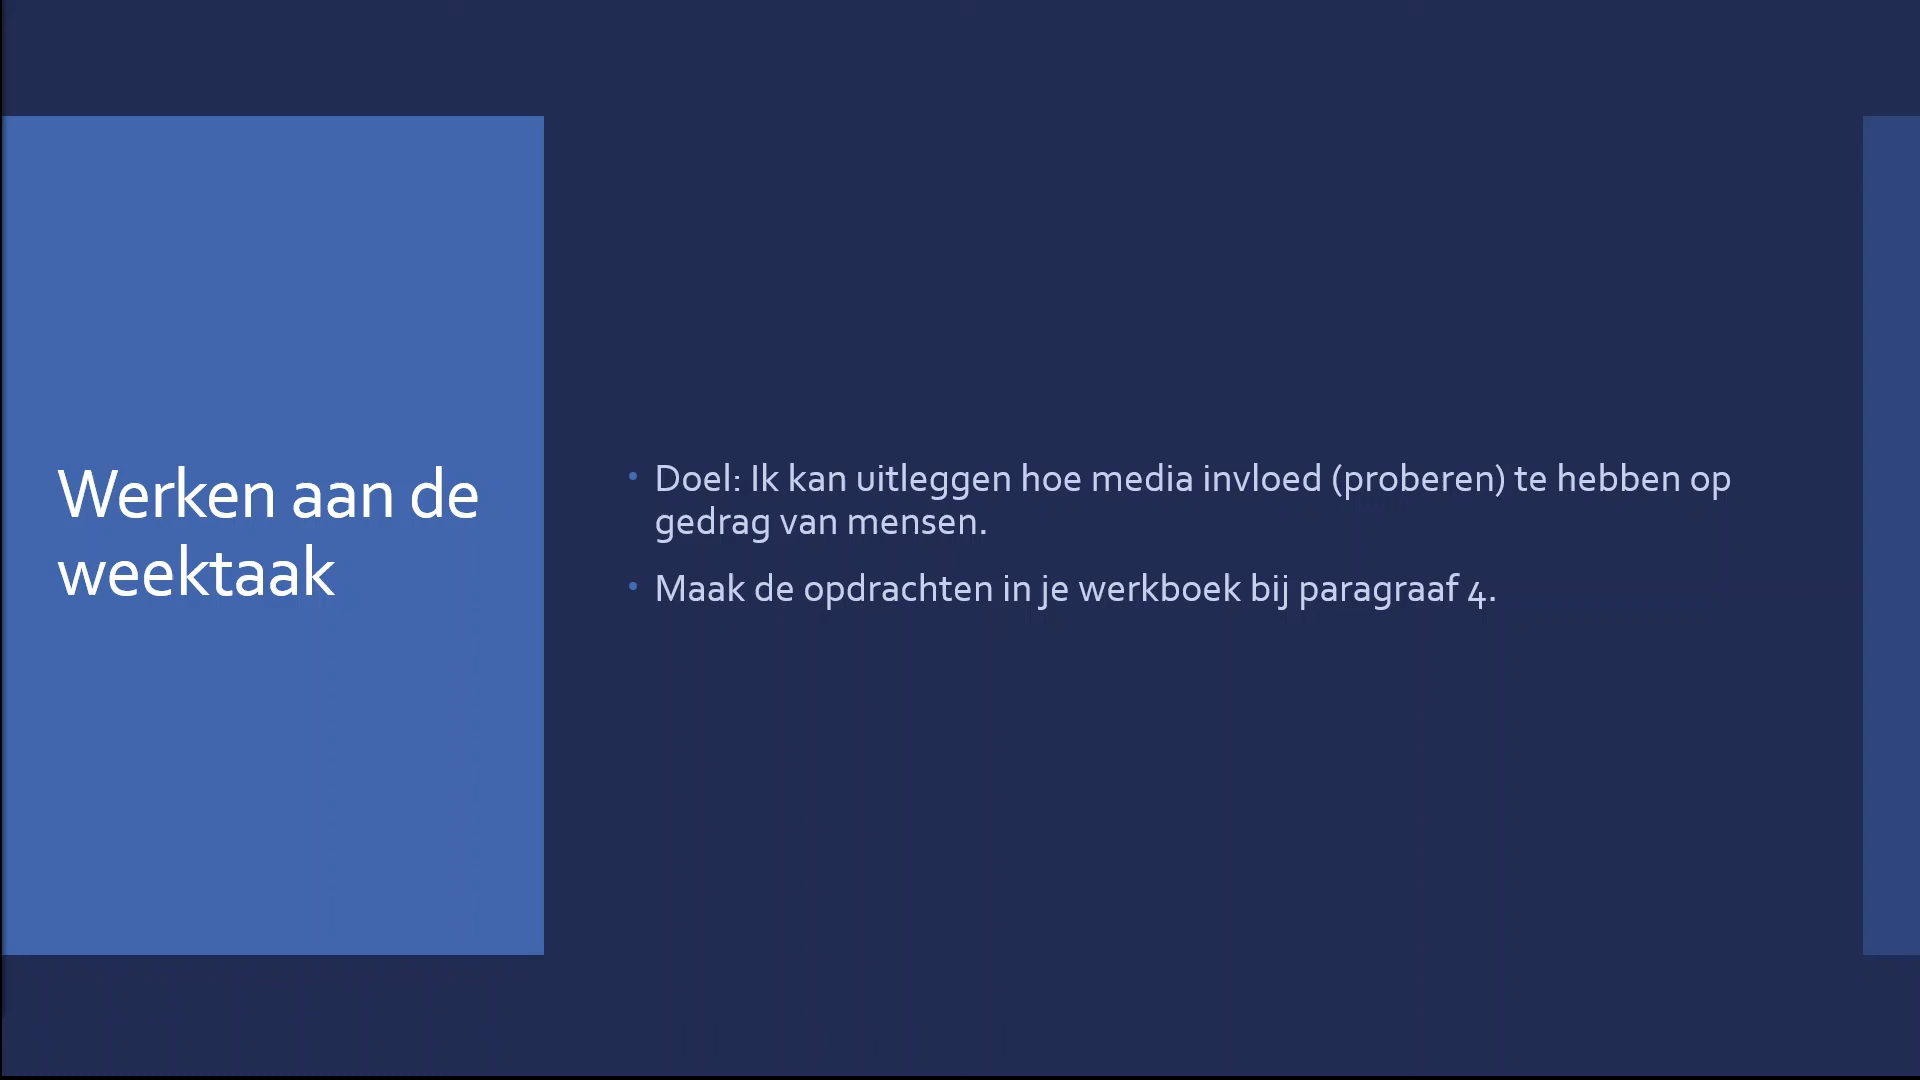 Werken aan de
weektaak
• Doel: Ik kan uitleggen hoe media invloed (proberen) te hebben op
gedrag van mensen.
• Maak de opdrachten in je werkboek bij paragraaf 4.